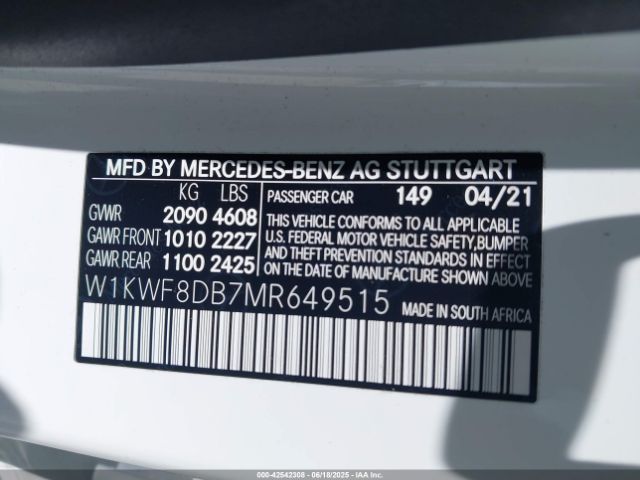 MFD BY MERCEDES-BENZ AG STUTTGART
KG LBS
GVWR 2090 4608
GAWR FRONT 1010 2227
GAWR REAR 1100 2425
PASSENGER CAR 149 04/21
THIS VEHICLE CONFORMS TO ALL APPLICABLE
U.S. FEDERAL MOTOR VEHICLE SAFETY, BUMPER
AND THEFT PREVENTION STANDARDS IN EFFECT
ON THE DATE OF MANUFACTURE SHOWN ABOVE.
W1KWF8DB7MR649515
MADE IN SOUTH AFRICA
000-42542308 - 06/18/2025 - IAA Inc.